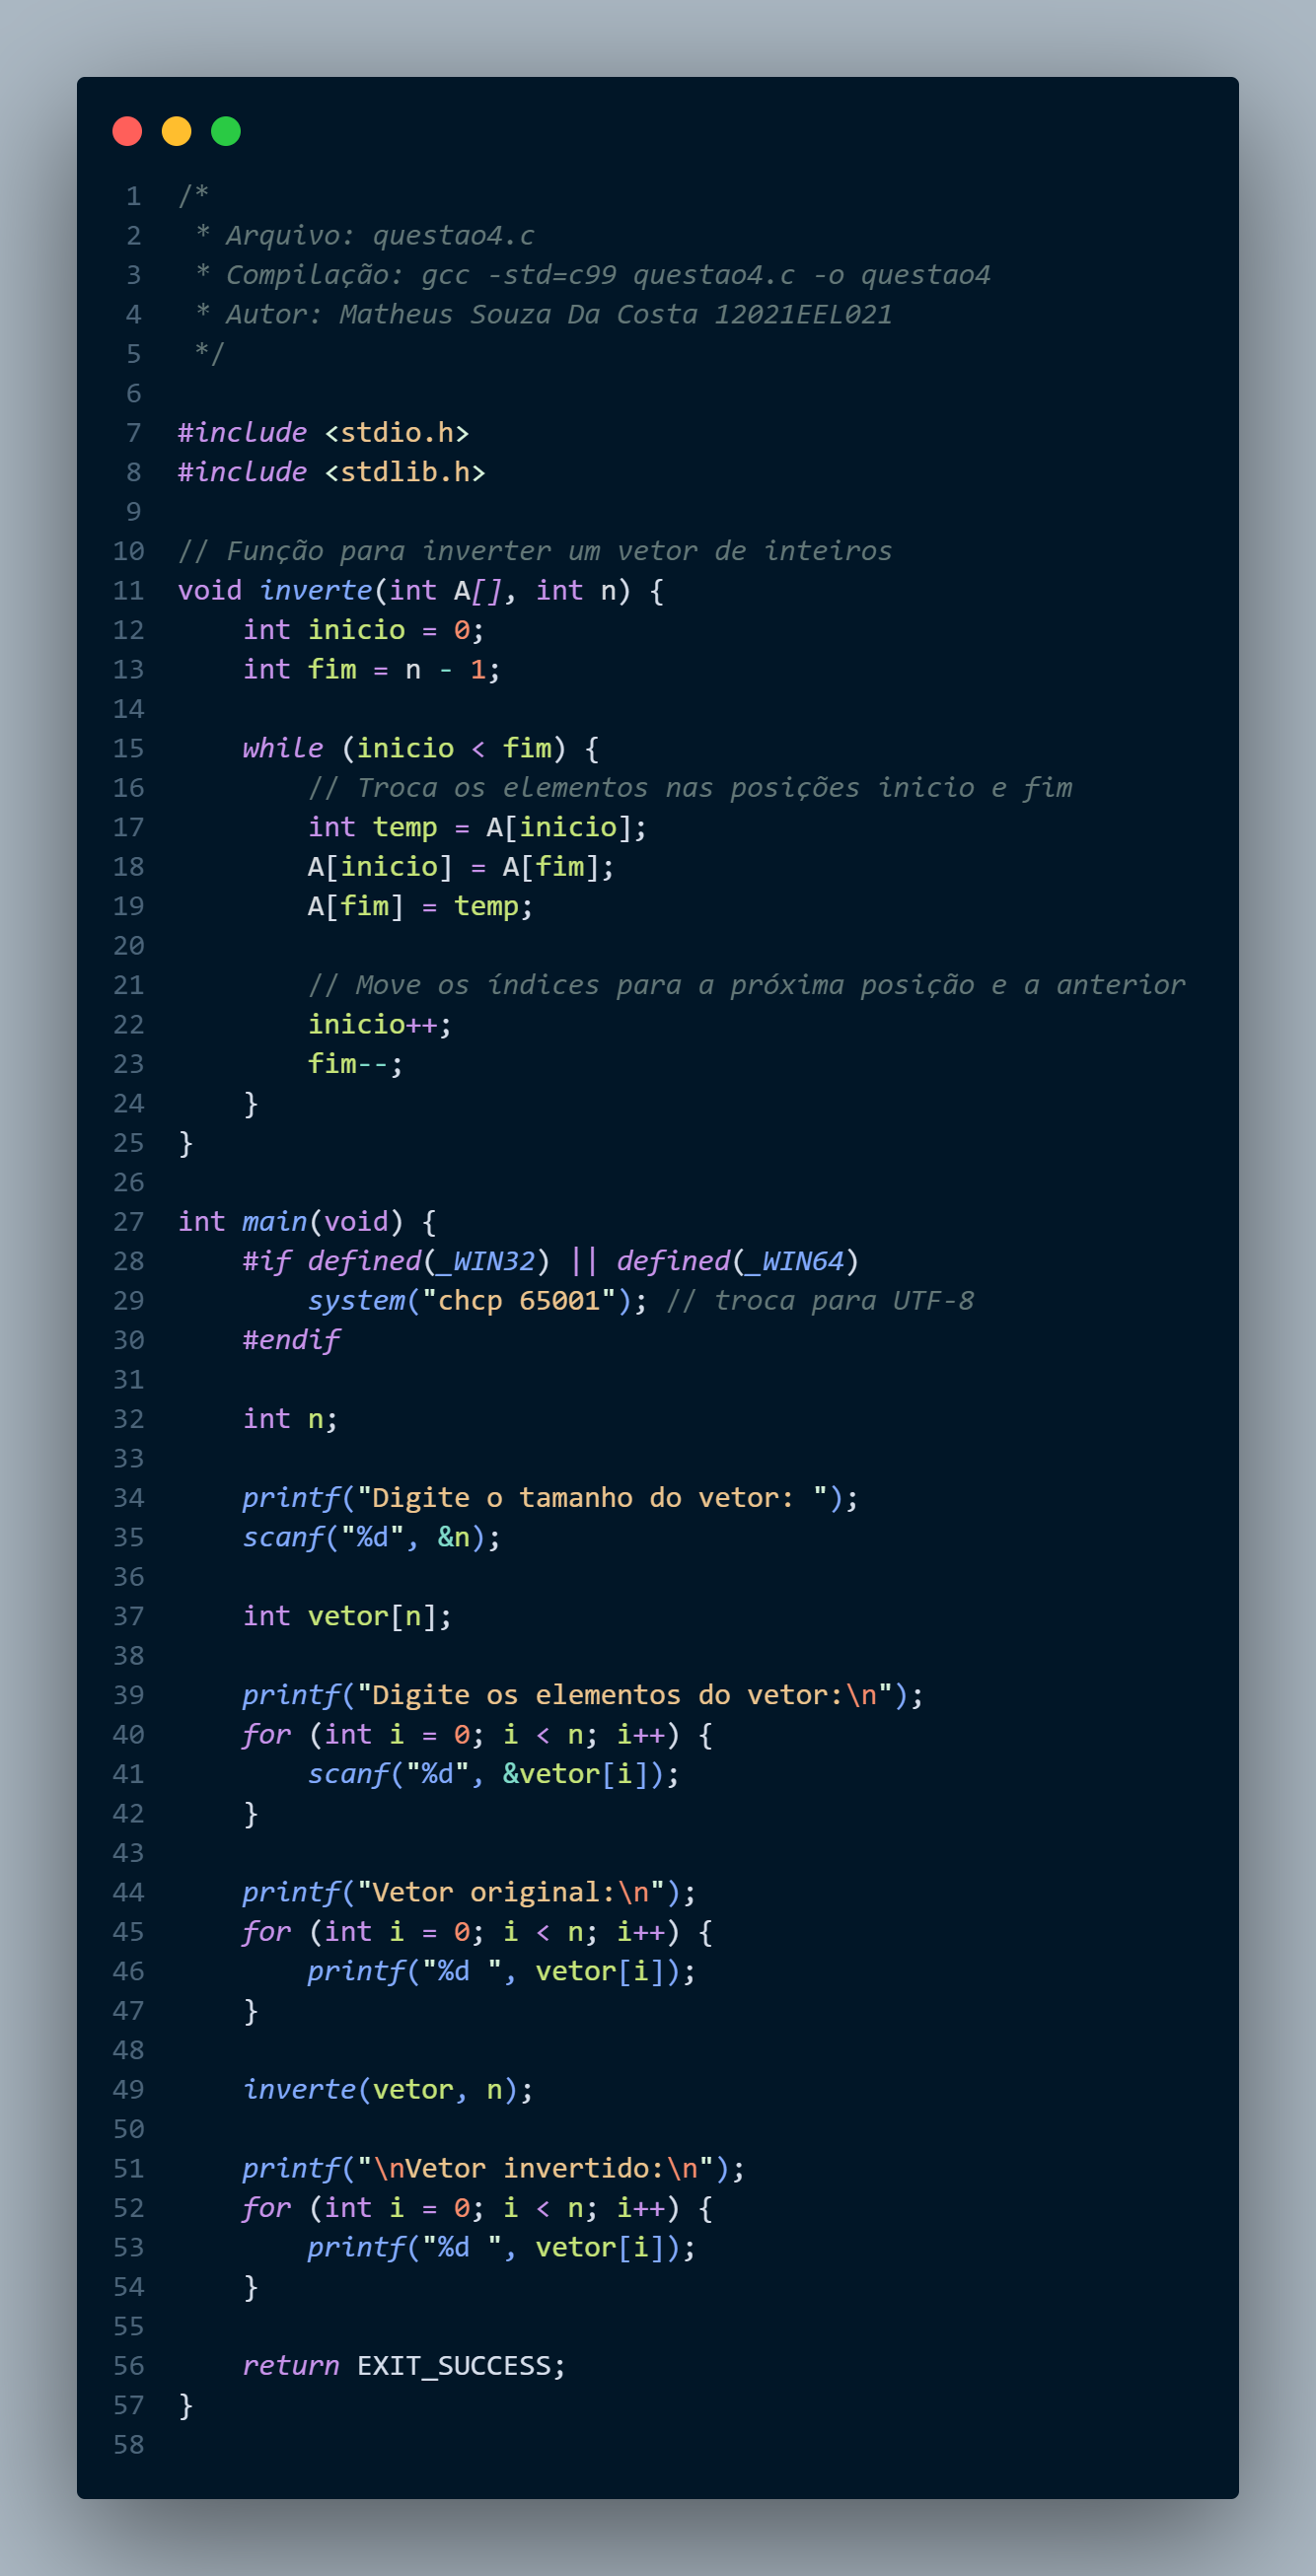 1 /*
2  * Arquivo: questao4.c
3  * Compilação: gcc -std=c99 questao4.c -o questao4
4  * Autor: Matheus Souza Da Costa 12021EEL021
5  */
6
7 #include <stdio.h>
8 #include <stdlib.h>
9
10 // Função para inverter um vetor de inteiros
11 void inverte(int A[], int n) {
12     int inicio = 0;
13     int fim = n - 1;
14
15     while (inicio < fim) {
16         // Troca os elementos nas posições inicio e fim
17         int temp = A[inicio];
18         A[inicio] = A[fim];
19         A[fim] = temp;
20
21         // Move os índices para a próxima posição e a anterior
22         inicio++;
23         fim--;
24     }
25 }
26
27 int main(void) {
28     #if defined(_WIN32) || defined(_WIN64)
29         system("chcp 65001"); // troca para UTF-8
30     #endif
31
32     int n;
33
34     printf("Digite o tamanho do vetor: ");
35     scanf("%d", &n);
36
37     int vetor[n];
38
39     printf("Digite os elementos do vetor:\n");
40     for (int i = 0; i < n; i++) {
41         scanf("%d", &vetor[i]);
42     }
43
44     printf("Vetor original:\n");
45     for (int i = 0; i < n; i++) {
46         printf("%d ", vetor[i]);
47     }
48
49     inverte(vetor, n);
50
51     printf("\nVetor invertido:\n");
52     for (int i = 0; i < n; i++) {
53         printf("%d ", vetor[i]);
54     }
55
56     return EXIT_SUCCESS;
57 }
58